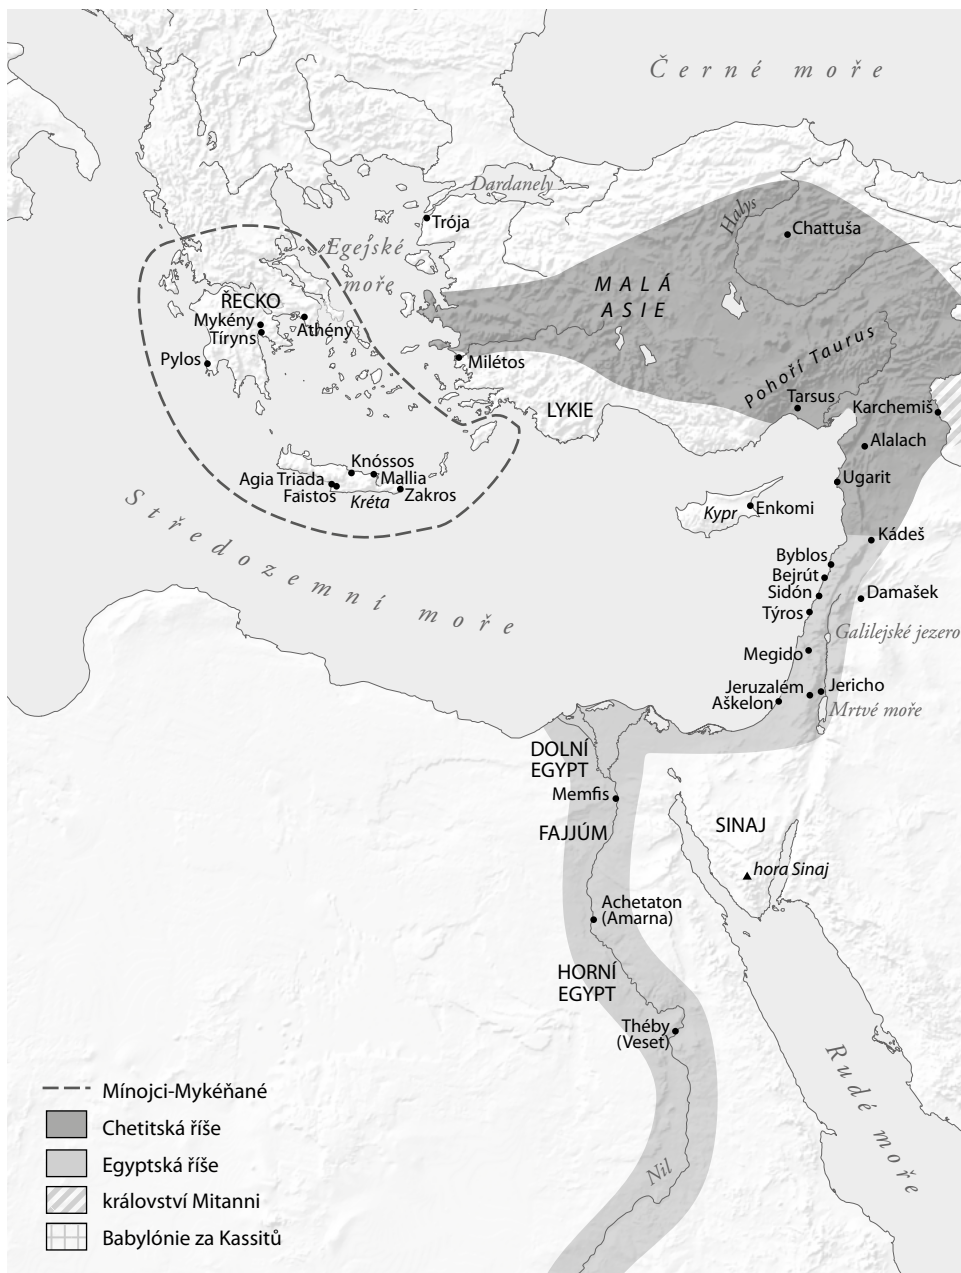 Černé moře
Dardanely
Trója
Halys
Chattuša
Egejské
moře
MALÁ
ASIE
ŘECKO
Mykény
Tíryns
Athény
Pylos
Milétos
Pohoří Taurus
LYKIE
Tarsus
Karchemiš
Alalach
Knóssos
Agia Triada
Mallia
Faistos
Kréta
Zakros
Ugarit
Kypr
Enkomi
Středozemní moře
Kádeš
Byblos
Bejrút
Sidón
Damašek
Týros
Galilejské jezero
Megido
Jeruzalém
Jericho
Aškelon
Mrtvé moře
DOLNÍ
EGYPT
Memfis
FAJJÚM
SINAJ
hora Sinaj
Achetaton
(Amarna)
HORNÍ
EGYPT
Théby
(Veset)
Rudé moře
Nil
Mínojci-Mykéňané
Chetitská říše
Egyptská říše
království Mitanni
Babylónie za Kassitů